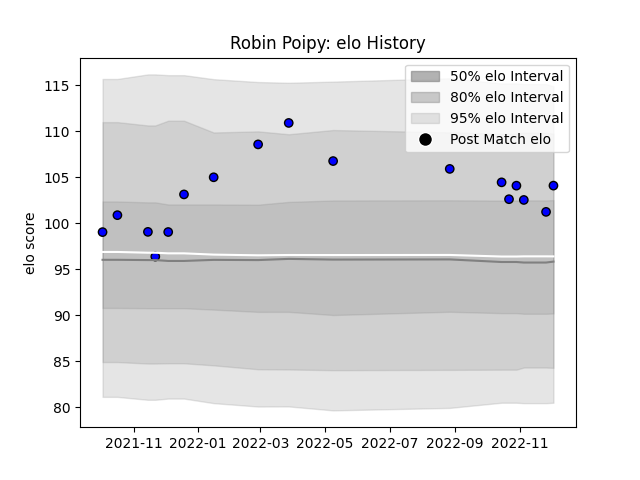 Robin Poipy: elo History
50% elo Interval
80% elo Interval
95% elo Interval
Post Match elo
elo score
115
110
105
100
95
90
85
80
2021-11 2022-01 2022-03 2022-05 2022-07 2022-09 2022-11